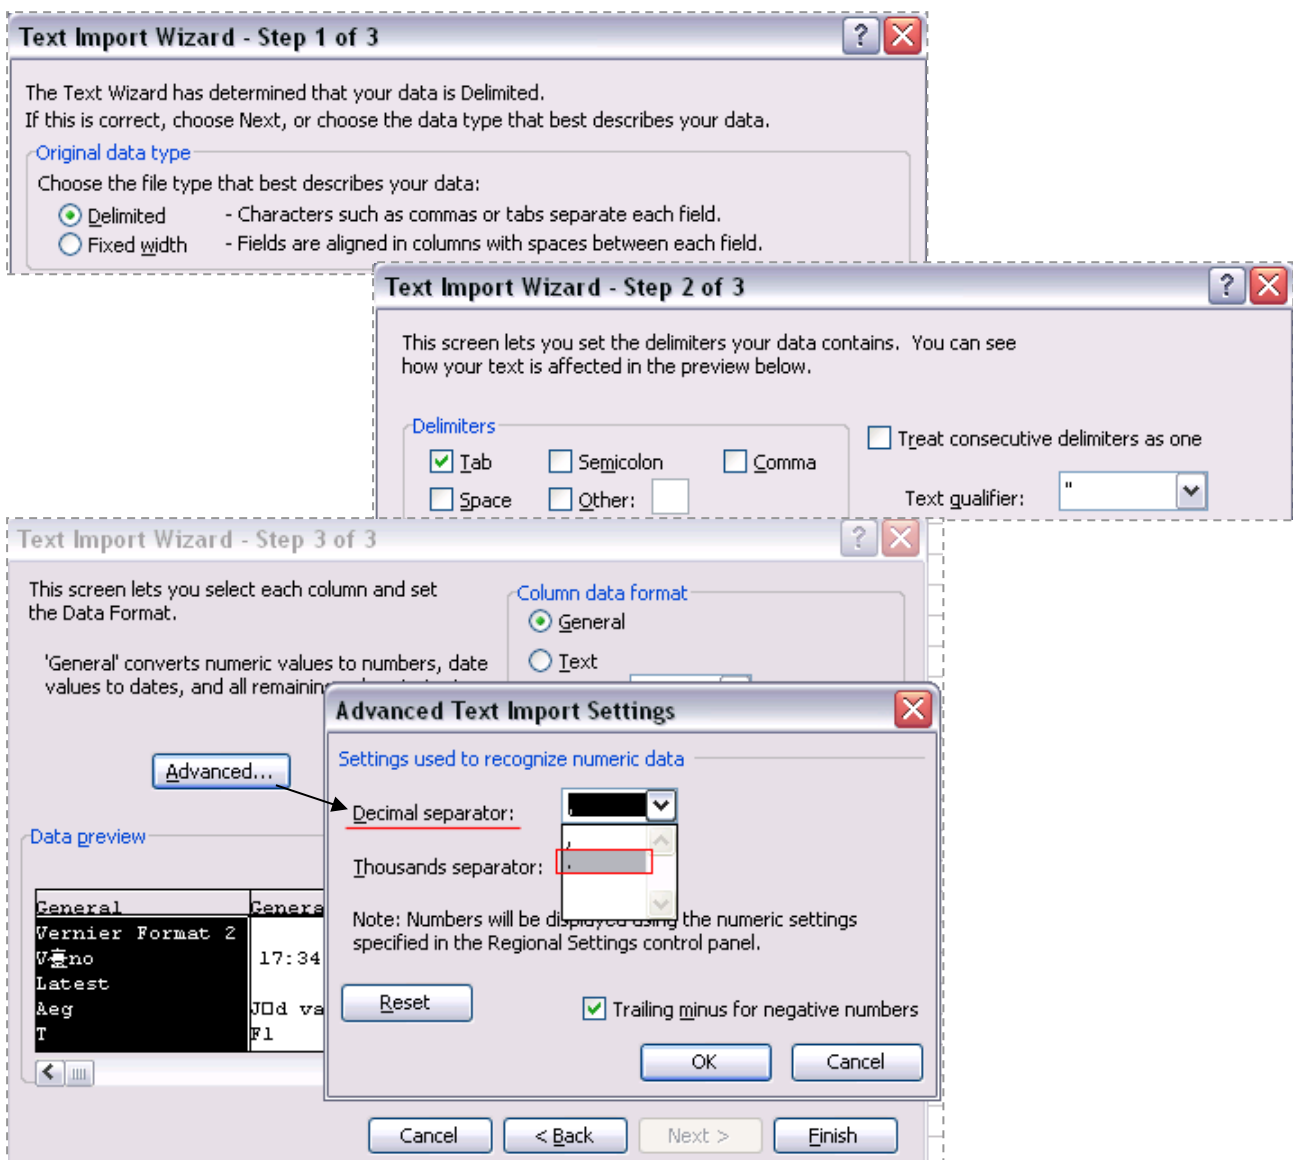 Text Import Wizard - Step 1 of 3
The Text Wizard has determined that your data is Delimited.
If this is correct, choose Next, or choose the data type that best describes your data.
Original data type
Choose the file type that best describes your data:
Delimited - Characters such as commas or tabs separate each field.
Fixed width - Fields are aligned in columns with spaces between each field.
Text Import Wizard - Step 2 of 3
This screen lets you set the delimiters your data contains. You can see
how your text is affected in the preview below.
Delimiters
Tab Semicolon Comma
Space Other:
Treat consecutive delimiters as one
Text qualifier: "
Text Import Wizard - Step 3 of 3
This screen lets you select each column and set
the Data Format.
'General' converts numeric values to numbers, date
values to dates, and all remaining
Column data format
General
Text
Advanced...
Advanced Text Import Settings
Settings used to recognize numeric data
Decimal separator: ,
,
.
Thousands separator:
Note: Numbers will be displayed using the numeric settings
specified in the Regional Settings control panel.
Reset
Trailing minus for negative numbers
OK Cancel
Data preview
General Genera
Vernier Format 2
17:34
Latest
Aeg J□d va
T F1
Cancel < Back Next > Finish